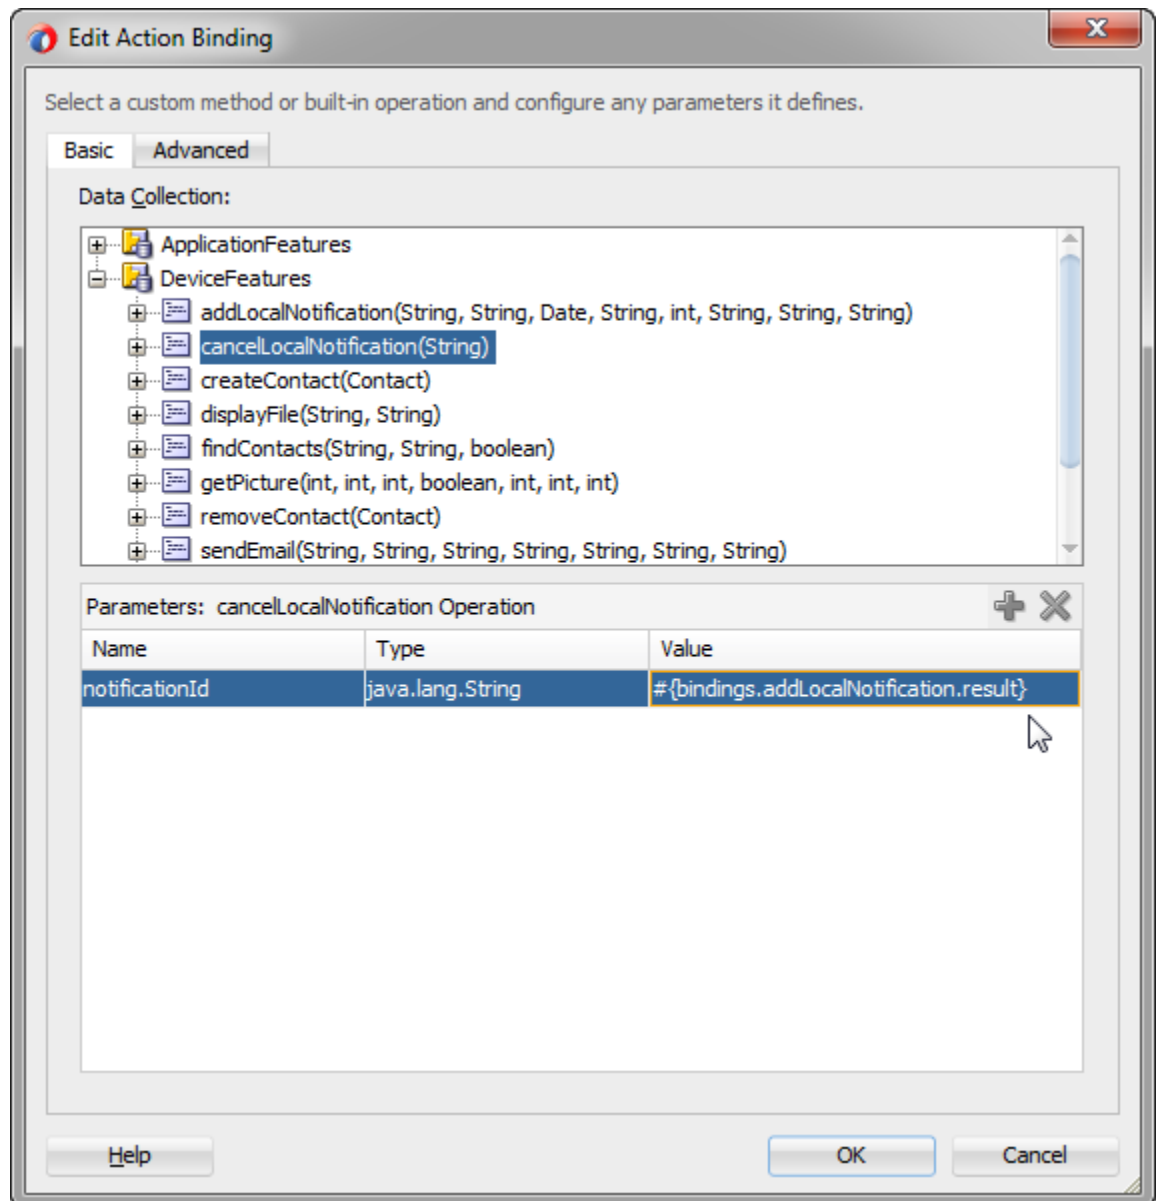 Edit Action Binding
Select a custom method or built-in operation and configure any parameters it defines.
Basic Advanced
Data Collection:
ApplicationFeatures
DeviceFeatures
addLocalNotification(String, String, Date, String, int, String, String, String)
cancelLocalNotification(String)
createContact(Contact)
displayFile(String, String)
findContacts(String, String, boolean)
getPicture(int, int, int, boolean, int, int, int)
removeContact(Contact)
sendEmail(String, String, String, String, String, String, String)
Parameters: cancelLocalNotification Operation
Name Type Value
notificationId java.lang.String #{bindings.addLocalNotification.result}
Help OK Cancel